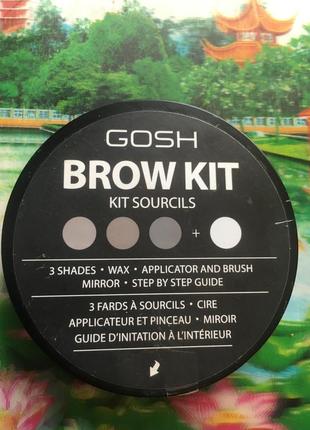 GOSH
BROW KIT
KIT SOURCILS
+
3 SHADES • WAX • APPLICATOR AND BRUSH
MIRROR • STEP BY STEP GUIDE
3 FARDS À SOURCILS • CIRE
APPLICATEUR ET PINCEAU • MIROIR
GUIDE D'INITATION À L'INTÉRIEUR